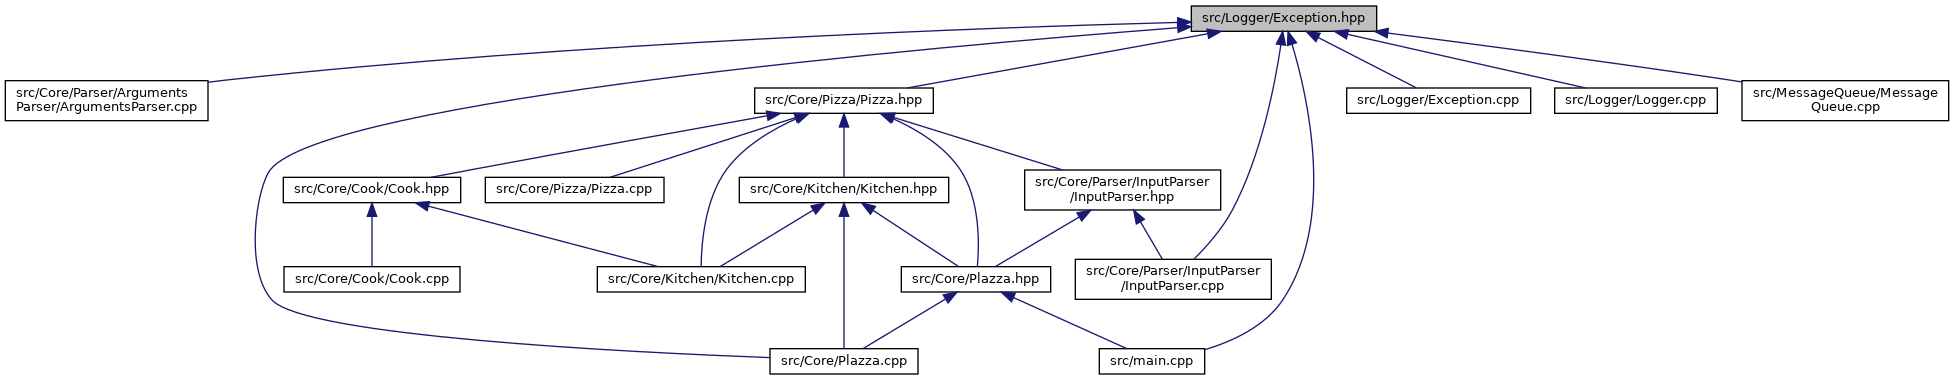 src/Logger/Exception.hpp
src/Core/Parser/Arguments
Parser/ArgumentsParser.cpp
src/Core/Pizza/Pizza.hpp
src/Logger/Exception.cpp
src/Logger/Logger.cpp
src/MessageQueue/Message
Queue.cpp
src/Core/Cook/Cook.hpp
src/Core/Pizza/Pizza.cpp
src/Core/Kitchen/Kitchen.hpp
src/Core/Parser/InputParser
/InputParser.hpp
src/Core/Cook/Cook.cpp
src/Core/Kitchen/Kitchen.cpp
src/Core/Plazza.hpp
src/Core/Parser/InputParser
/InputParser.cpp
src/Core/Plazza.cpp
src/main.cpp